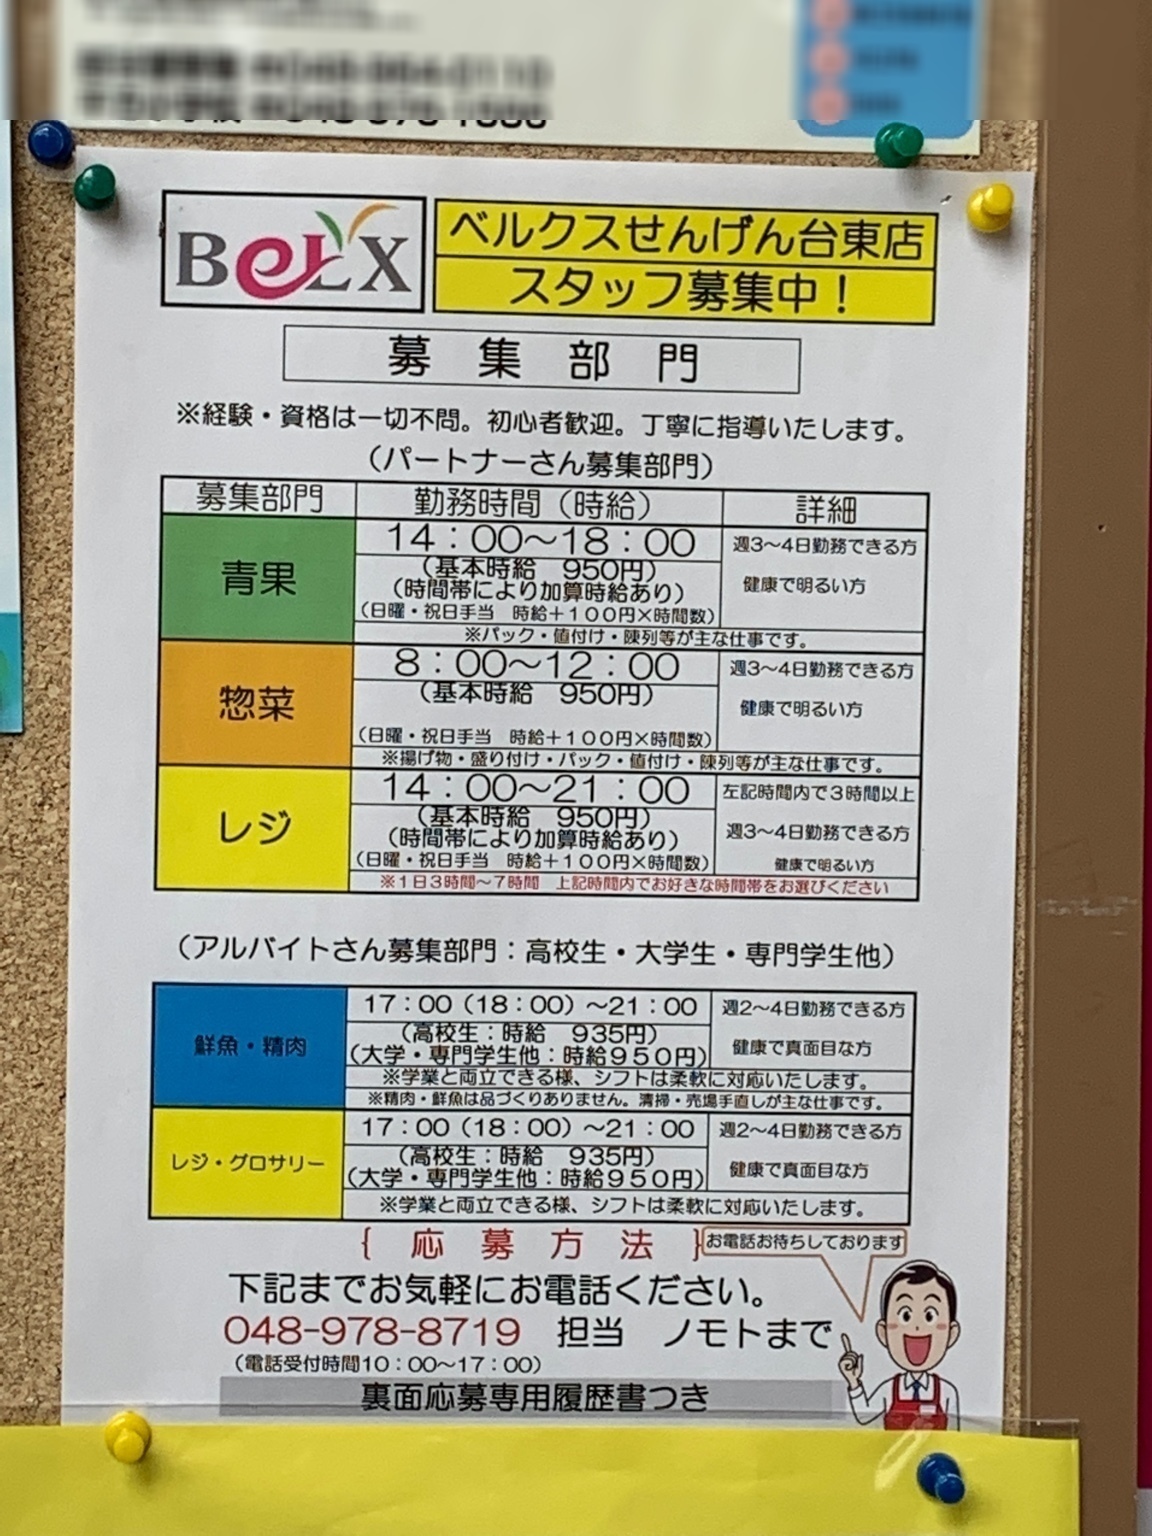 BeLX
ベルクスせんげん台東店
スタッフ募集中！
募集部門
※経験・資格は一切不問。初心者歓迎。丁寧に指導いたします。
（パートナーさん募集部門）
募集部門 勤務時間（時給） 詳細
青果
14：00～18：00
（基本時給　950円）
（時間帯により加算時給あり）
（日曜・祝日手当　時給＋100円×時間数）
※パック・値付け・陳列等が主な仕事です。
週3～4日勤務できる方
健康で明るい方
惣菜
8：00～12：00
（基本時給　950円）
（日曜・祝日手当　時給＋100円×時間数）
※揚げ物・盛り付け・パック・値付け・陳列等が主な仕事です。
週3～4日勤務できる方
健康で明るい方
レジ
14：00～21：00
（基本時給　950円）
（時間帯により加算時給あり）
（日曜・祝日手当　時給＋100円×時間数）
※1日3時間～7時間　上記時間内でお好きな時間帯をお選びください
左記時間内で3時間以上
週3～4日勤務できる方
健康で明るい方
（アルバイトさん募集部門：高校生・大学生・専門学生他）
鮮魚・精肉
17：00（18：00）～21：00
（高校生：時給　935円）
（大学・専門学生他：時給950円）
※学業と両立できる様、シフトは柔軟に対応いたします。
※精肉・鮮魚は品づくりありません。清掃・売場手直しが主な仕事です。
週2～4日勤務できる方
健康で真面目な方
レジ・グロサリー
17：00（18：00）～21：00
（高校生：時給　935円）
（大学・専門学生他：時給950円）
※学業と両立できる様、シフトは柔軟に対応いたします。
週2～4日勤務できる方
健康で真面目な方
{ 応募方法 }
お電話お待ちしております
下記までお気軽にお電話ください。
048-978-8719　担当　ノモトまで
（電話受付時間10：00～17：00）
裏面応募専用履歴書つき